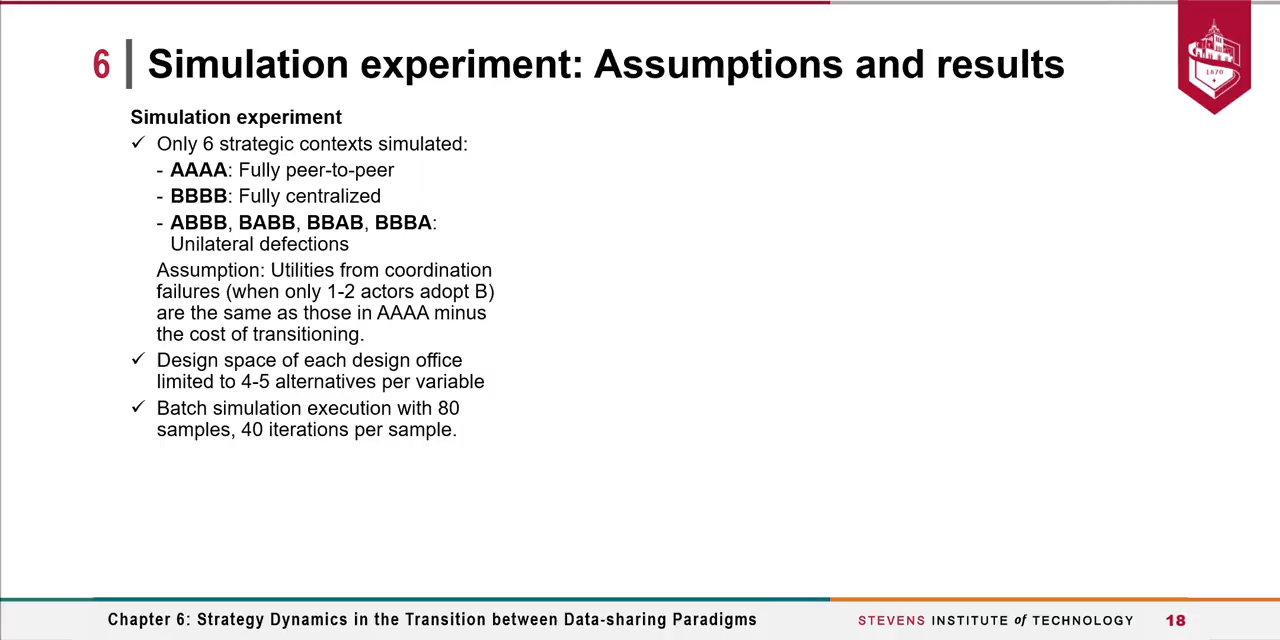 6 | Simulation experiment: Assumptions and results
1870
Simulation experiment
✓ Only 6 strategic contexts simulated:
- AAAA: Fully peer-to-peer
- BBBB: Fully centralized
- ABBB, BABB, BBAB, BBBA:
Unilateral defections
Assumption: Utilities from coordination
failures (when only 1-2 actors adopt B)
are the same as those in AAAA minus
the cost of transitioning.
✓ Design space of each design office
limited to 4-5 alternatives per variable
✓ Batch simulation execution with 80
samples, 40 iterations per sample.
Chapter 6: Strategy Dynamics in the Transition between Data-sharing Paradigms
STEVENS INSTITUTE of TECHNOLOGY 18